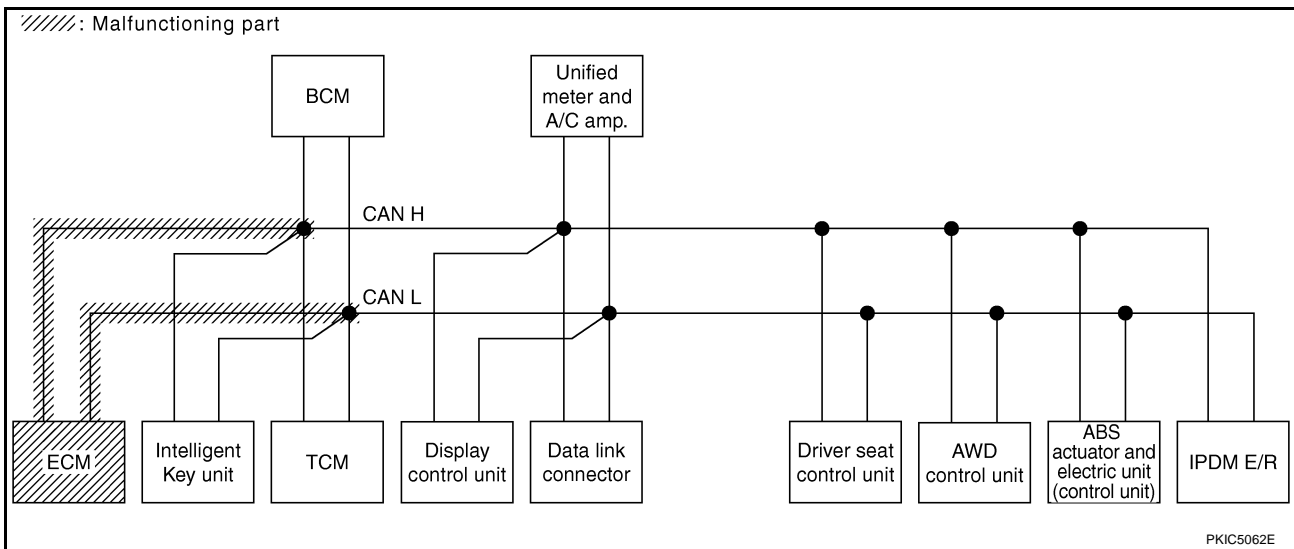 : Malfunctioning part
BCM
Unified
meter and
A/C amp.
CAN H
CAN L
ECM
Intelligent
Key unit
TCM
Display
control unit
Data link
connector
Driver seat
control unit
AWD
control unit
ABS
actuator and
electric unit
(control unit)
IPDM E/R
PKIC5062E